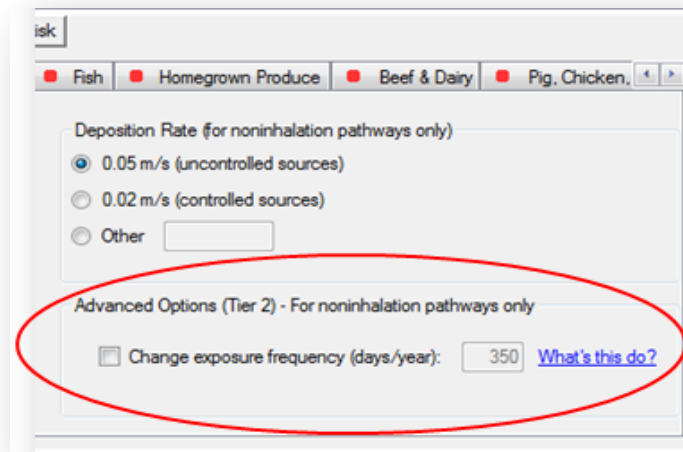 isk
Fish Homegrown Produce Beef & Dairy Pig, Chicken,
Deposition Rate (for noninhalation pathways only)
0.05 m/s (uncontrolled sources)
0.02 m/s (controlled sources)
Other
Advanced Options (Tier 2) - For noninhalation pathways only
Change exposure frequency (days/year): 350 What's this do?